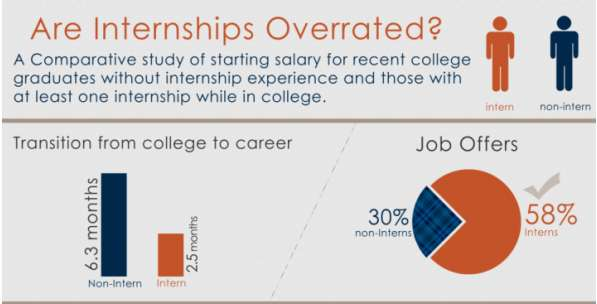 Are Internships Overrated?
A Comparative study of starting salary for recent college
graduates without internship experience and those with
at least one internship while in college.
intern
non-intern
Transition from college to career
6.3 months
2.5 months
Non-Intern
Intern
Job Offers
30%
non-Interns
58%
Interns